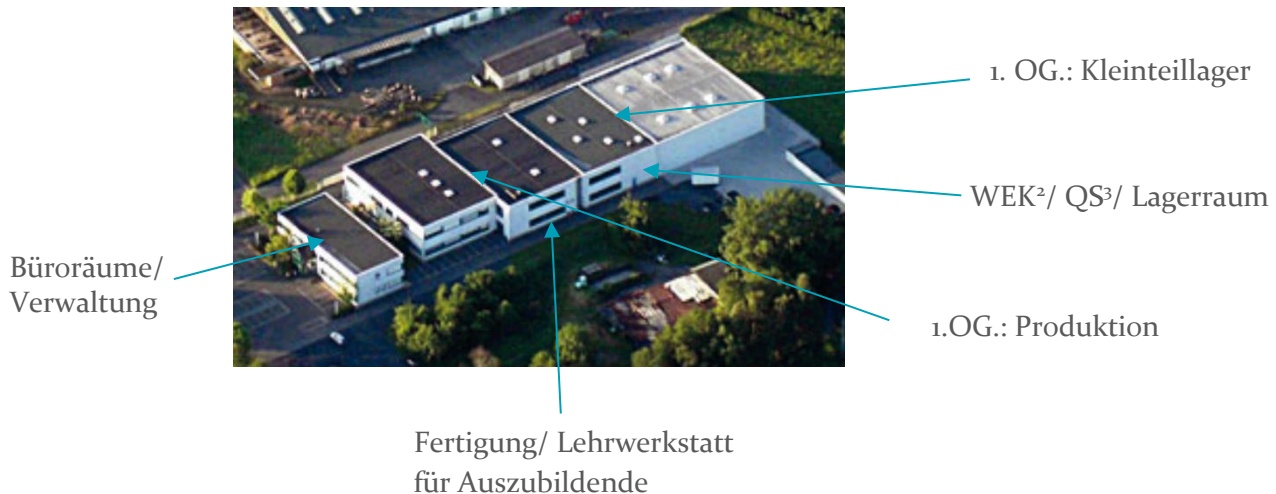 1. OG.: Kleinteillager
WEK²/ QS³/ Lagerraum
Büroräume/
Verwaltung
1.OG.: Produktion
Fertigung/ Lehrwerkstatt
für Auszubildende